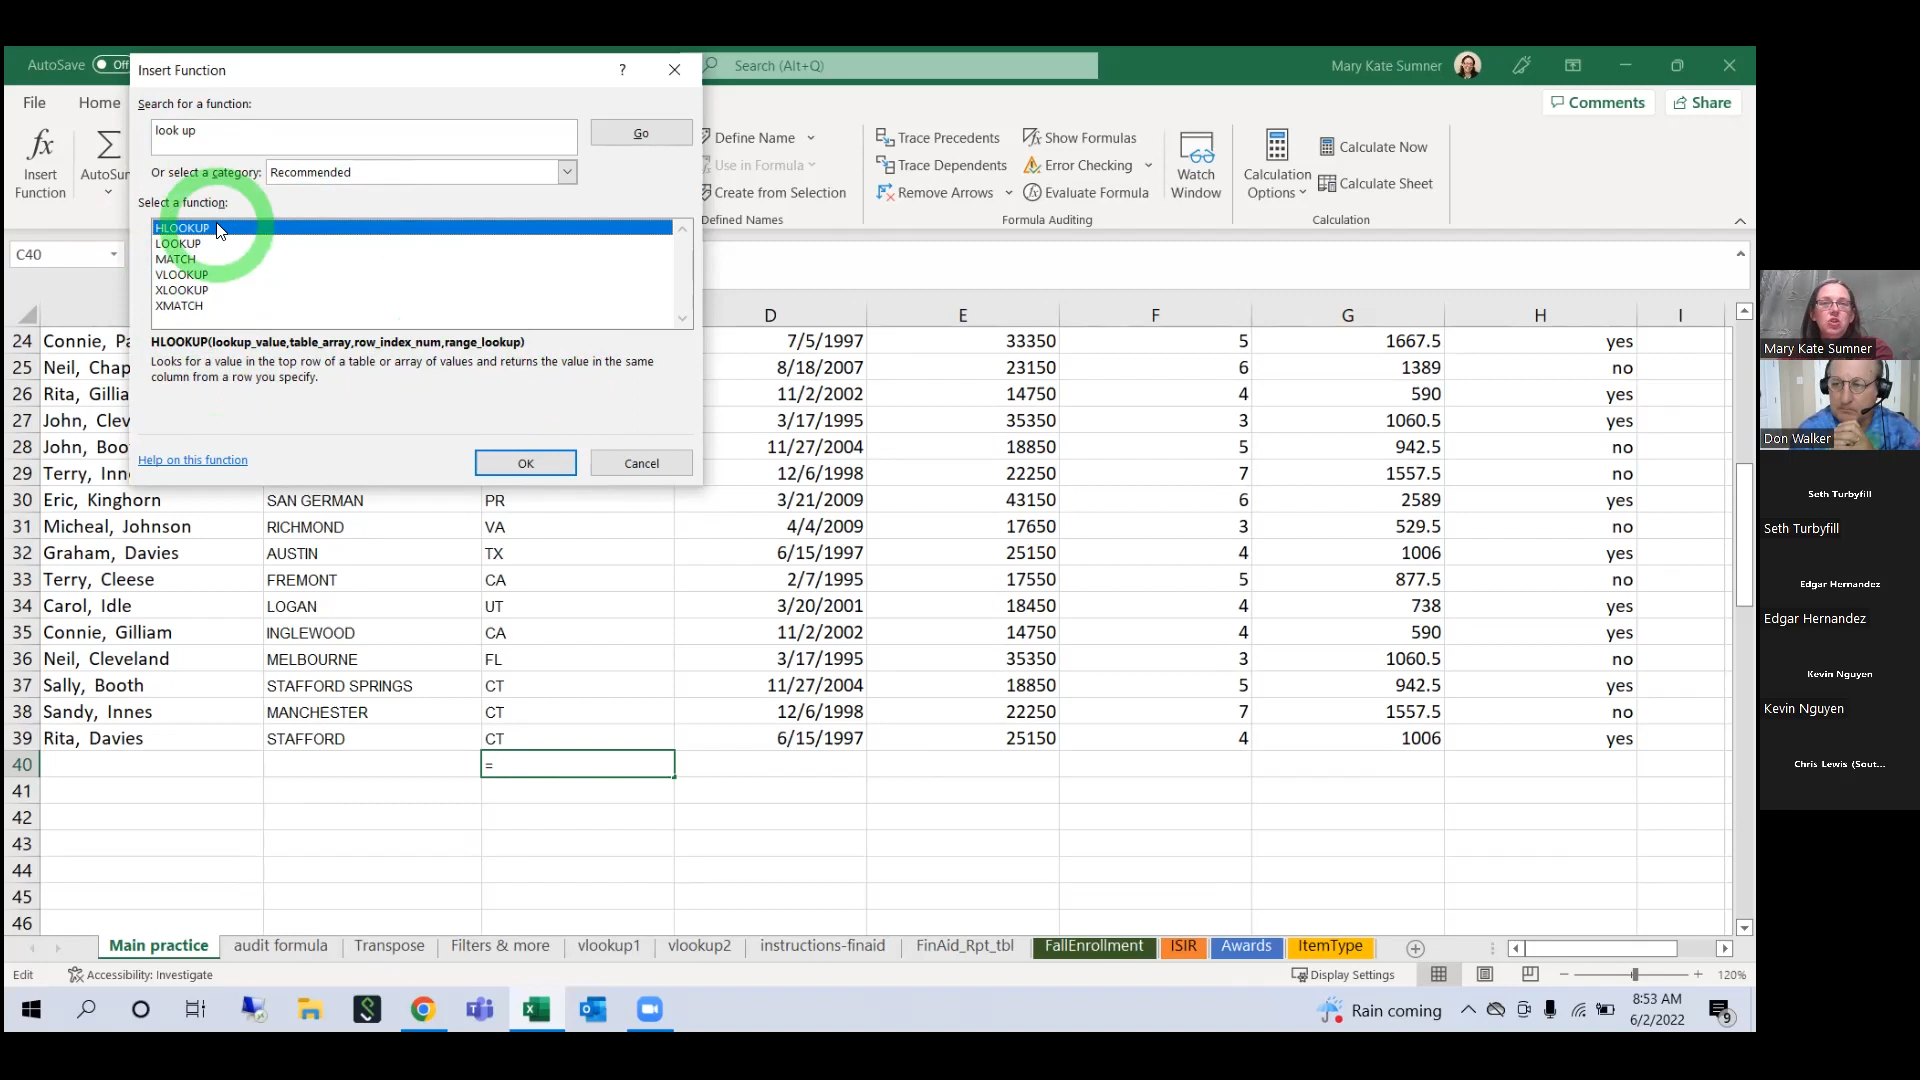 AutoSave Off
Insert Function
?
Search (Alt+Q)
Mary Kate Sumner
File
Home
Comments
Share
Search for a function:
look up
Go
Or select a category: Recommended
Select a function:
HLOOKUP
LOOKUP
MATCH
VLOOKUP
XLOOKUP
XMATCH
HLOOKUP(lookup_value,table_array,row_index_num,range_lookup)
Looks for a value in the top row of a table or array of values and returns the value in the same
column from a row you specify.
Help on this function
OK
Cancel
fx
Insert
Function
Define Name
Use in Formula
Create from Selection
Defined Names
Trace Precedents
Trace Dependents
Remove Arrows
Show Formulas
Error Checking
Evaluate Formula
Formula Auditing
Watch
Window
Calculation
Options
Calculate Now
Calculate Sheet
Calculation
C40
D E F G H I
24 Connie, 7/5/1997 33350 5 1667.5 yes
25 Neil, 8/18/2007 23150 6 1389 no
26 Rita, 11/2/2002 14750 4 590 yes
27 John, 3/17/1995 35350 3 1060.5 yes
28 John, 11/27/2004 18850 5 942.5 no
29 Terry, 12/6/1998 22250 7 1557.5 no
30 Eric, Kinghorn SAN GERMAN PR 3/21/2009 43150 6 2589 yes
31 Micheal, Johnson RICHMOND VA 4/4/2009 17650 3 529.5 no
32 Graham, Davies AUSTIN TX 6/15/1997 25150 4 1006 yes
33 Terry, Cleese FREMONT CA 2/7/1995 17550 5 877.5 no
34 Carol, Idle LOGAN UT 3/20/2001 18450 4 738 yes
35 Connie, Gilliam INGLEWOOD CA 11/2/2002 14750 4 590 yes
36 Neil, Cleveland MELBOURNE FL 3/17/1995 35350 3 1060.5 no
37 Sally, Booth STAFFORD SPRINGS CT 11/27/2004 18850 5 942.5 yes
38 Sandy, Innes MANCHESTER CT 12/6/1998 22250 7 1557.5 no
39 Rita, Davies STAFFORD CT 6/15/1997 25150 4 1006 yes
40 =
41
42
43
44
45
46
Main practice audit formula Transpose Filters & more vlookup1 vlookup2 instructions-finaid FinAid_Rpt_tbl FallEnrollment ISIR Awards ItemType
Edit Accessibility: Investigate Display Settings 120%
Rain coming
8:53 AM
6/2/2022
9
Mary Kate Sumner
Don Walker
Seth Turbyfill
Seth Turbyfill
Edgar Hernandez
Edgar Hernandez
Kevin Nguyen
Kevin Nguyen
Chris Lewis (Sout...